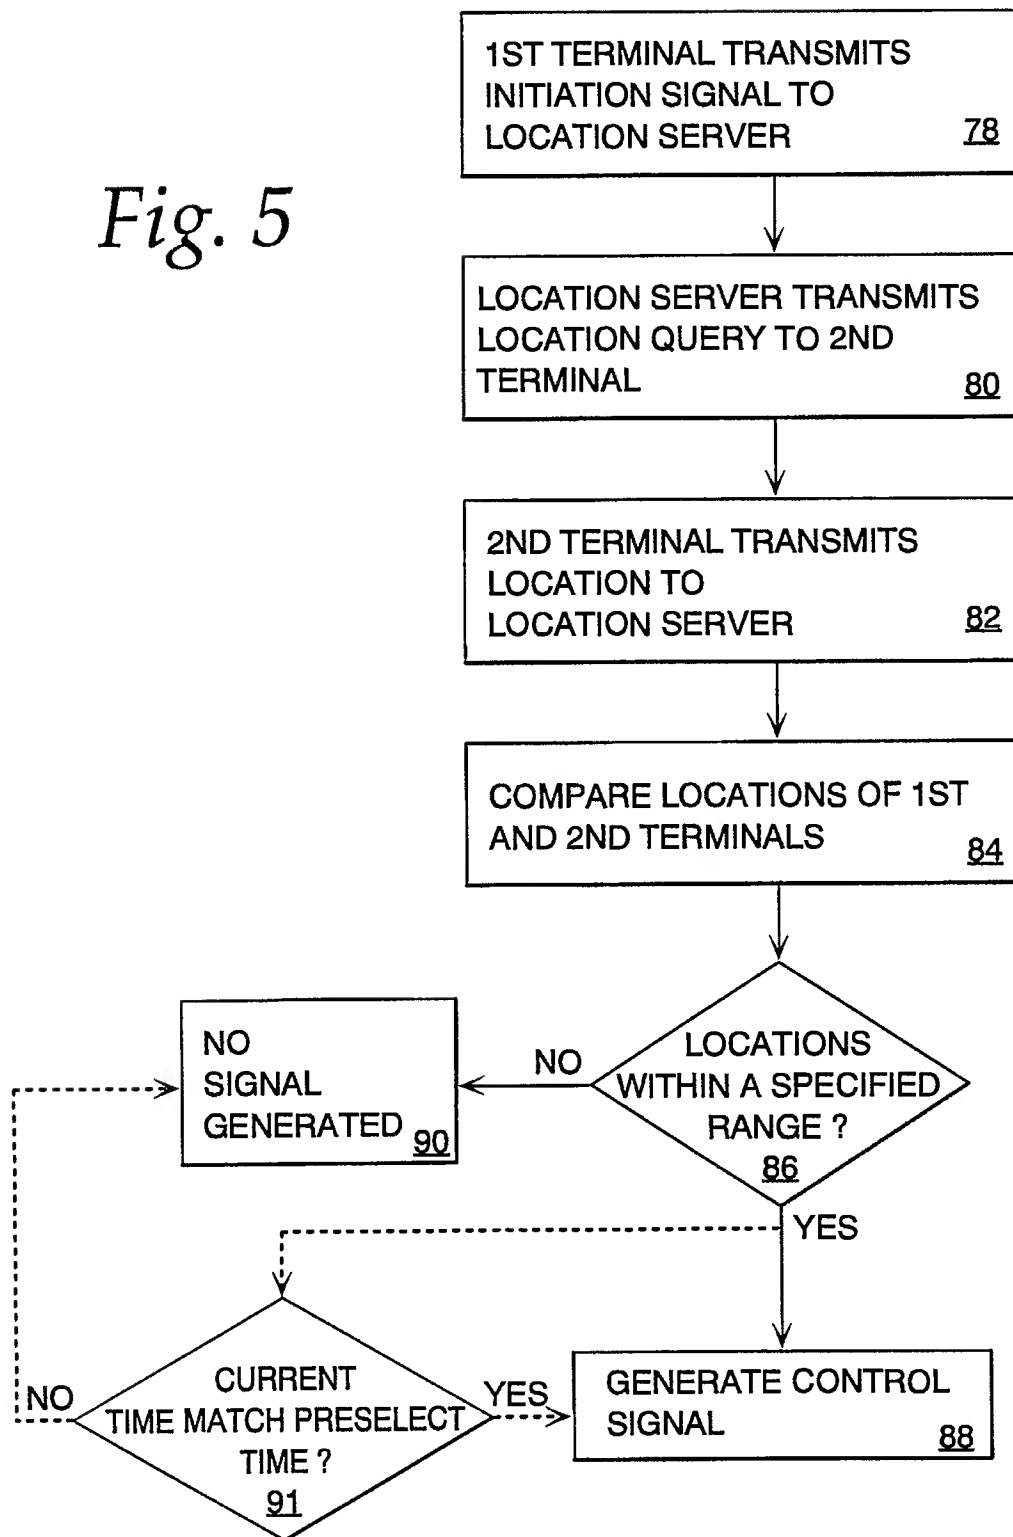 Fig. 5
1ST TERMINAL TRANSMITS
INITIATION SIGNAL TO
LOCATION SERVER
78
LOCATION SERVER TRANSMITS
LOCATION QUERY TO 2ND
TERMINAL
80
2ND TERMINAL TRANSMITS
LOCATION TO
LOCATION SERVER
82
COMPARE LOCATIONS OF 1ST
AND 2ND TERMINALS
84
LOCATIONS
WITHIN A SPECIFIED
RANGE ?
86
NO
NO
SIGNAL
GENERATED
90
YES
CURRENT
TIME MATCH PRESELECT
TIME ?
91
NO
YES
GENERATE CONTROL
SIGNAL
88